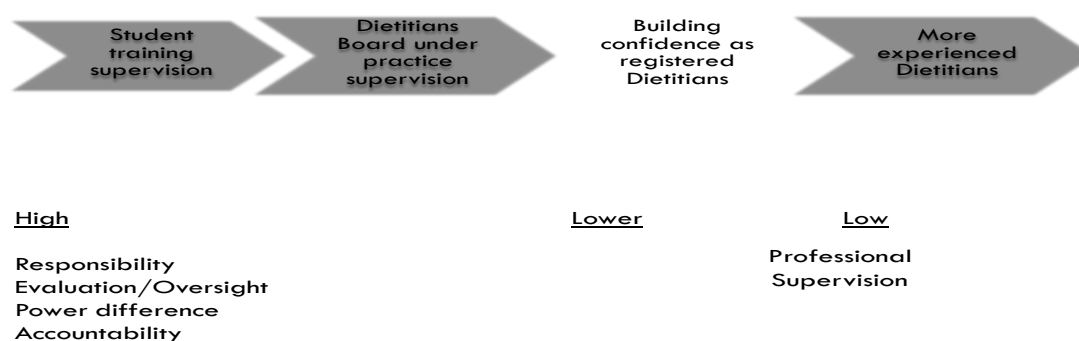 Student
training
supervision
Dietitians
Board under
practice
supervision
Building
confidence as
registered
Dietitians
More
experienced
Dietitians
High
Lower
Low
Responsibility
Evaluation/Oversight
Power difference
Accountability
Professional
Supervision